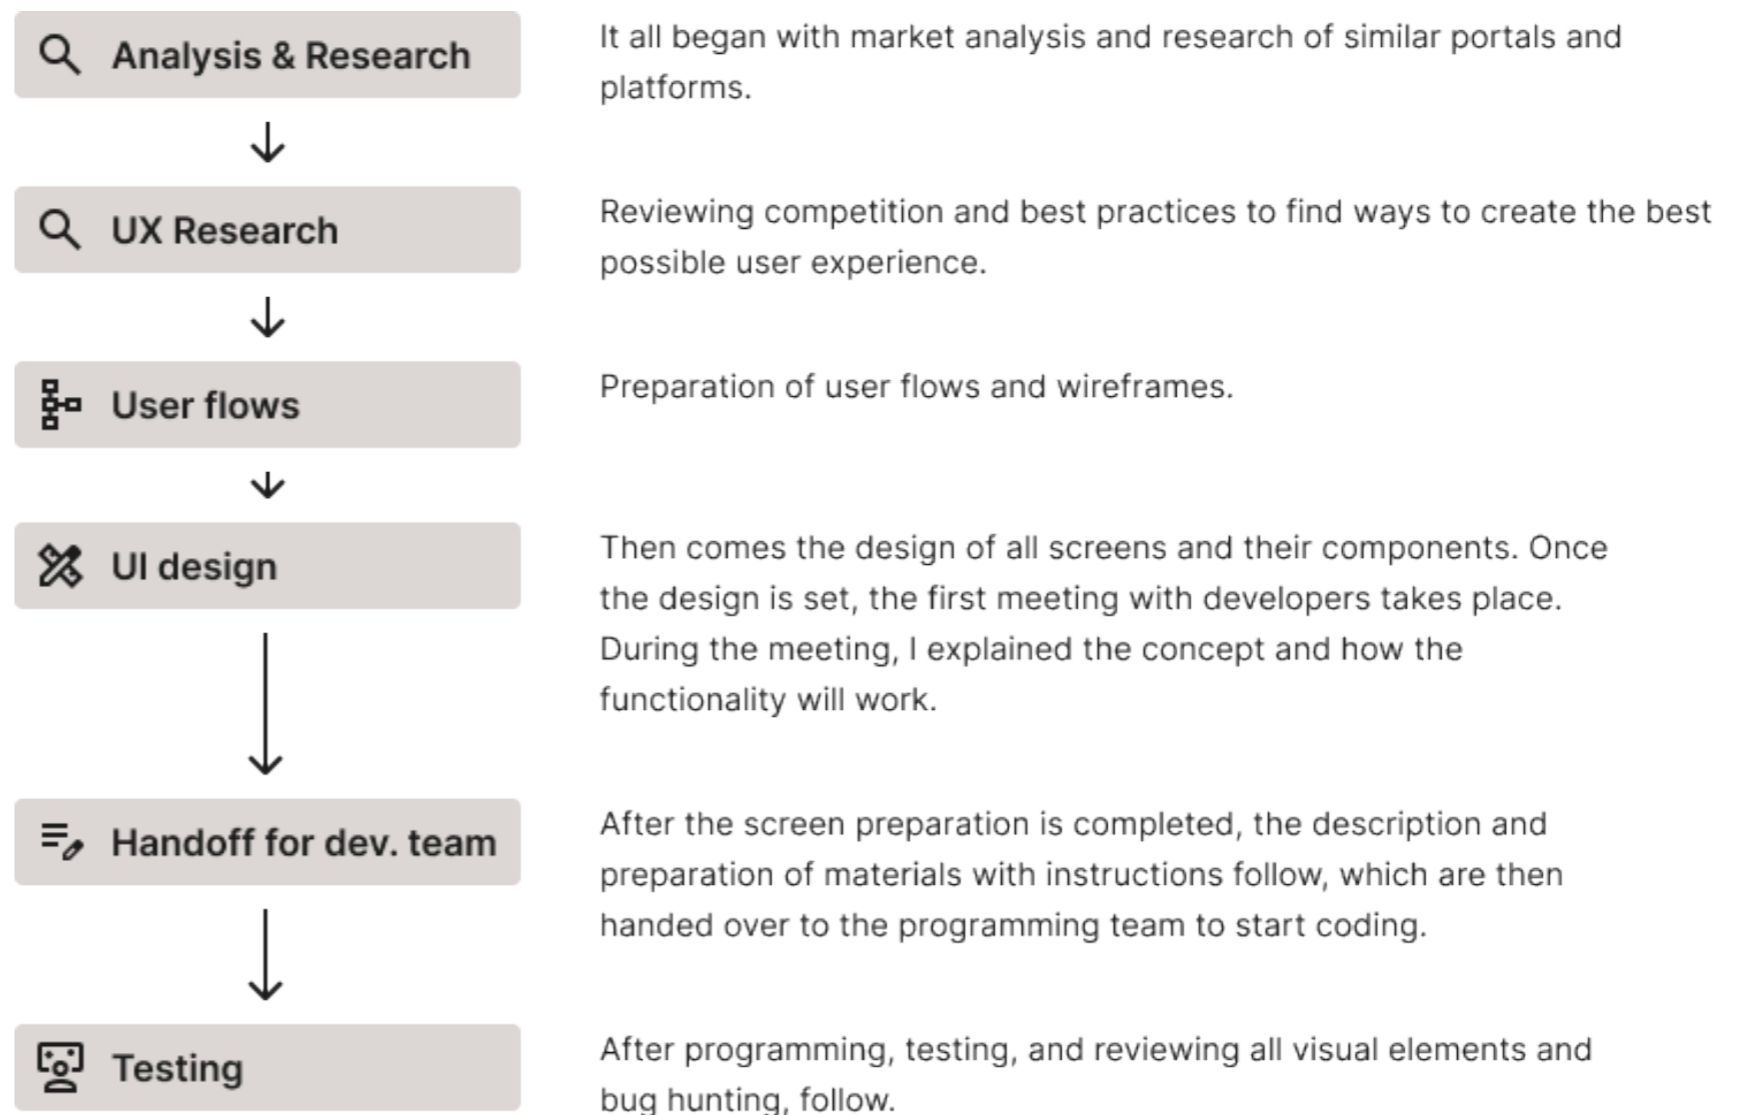 Analysis & Research
It all began with market analysis and research of similar portals and
platforms.
UX Research
Reviewing competition and best practices to find ways to create the best
possible user experience.
User flows
Preparation of user flows and wireframes.
UI design
Then comes the design of all screens and their components. Once
the design is set, the first meeting with developers takes place.
During the meeting, I explained the concept and how the
functionality will work.
Handoff for dev. team
After the screen preparation is completed, the description and
preparation of materials with instructions follow, which are then
handed over to the programming team to start coding.
Testing
After programming, testing, and reviewing all visual elements and
bug hunting, follow.